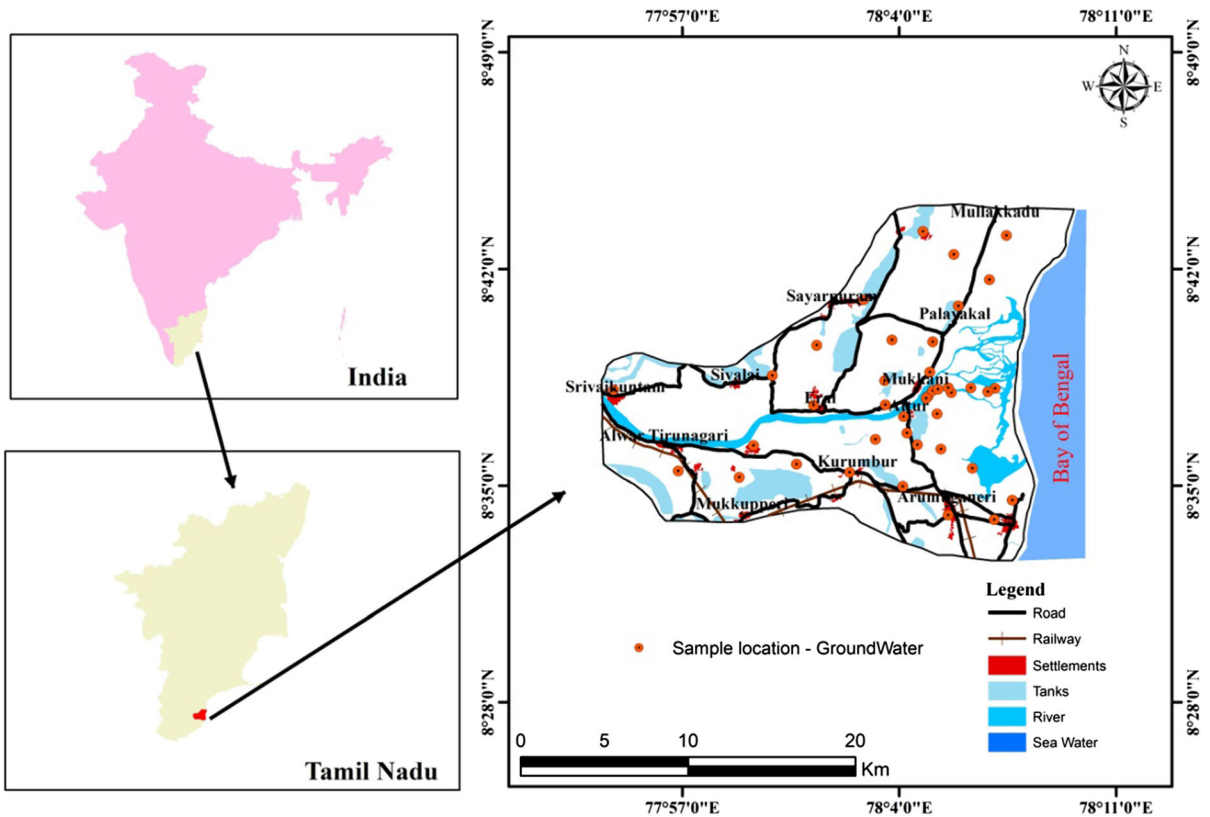 India
Tamil Nadu
77°57'0"E
78°4'0"E
78°11'0"E
8°49'0"N
8°49'0"N
N
W
E
S
Mullakkadu
8°42'0"N
8°42'0"N
Sayarpuram
Palayakal
Sivalai
Mukkani
Srivaikuntam
Eral
Attur
Alwar Tirunagari
Kurumbur
Bay of Bengal
8°35'0"N
8°35'0"N
Mukkupperi
Arumuganeri
Legend
Road
Railway
Settlements
Tanks
River
Sea Water
Sample location - GroundWater
8°28'0"N
8°28'0"N
0
5
10
20
Km
77°57'0"E
78°4'0"E
78°11'0"E